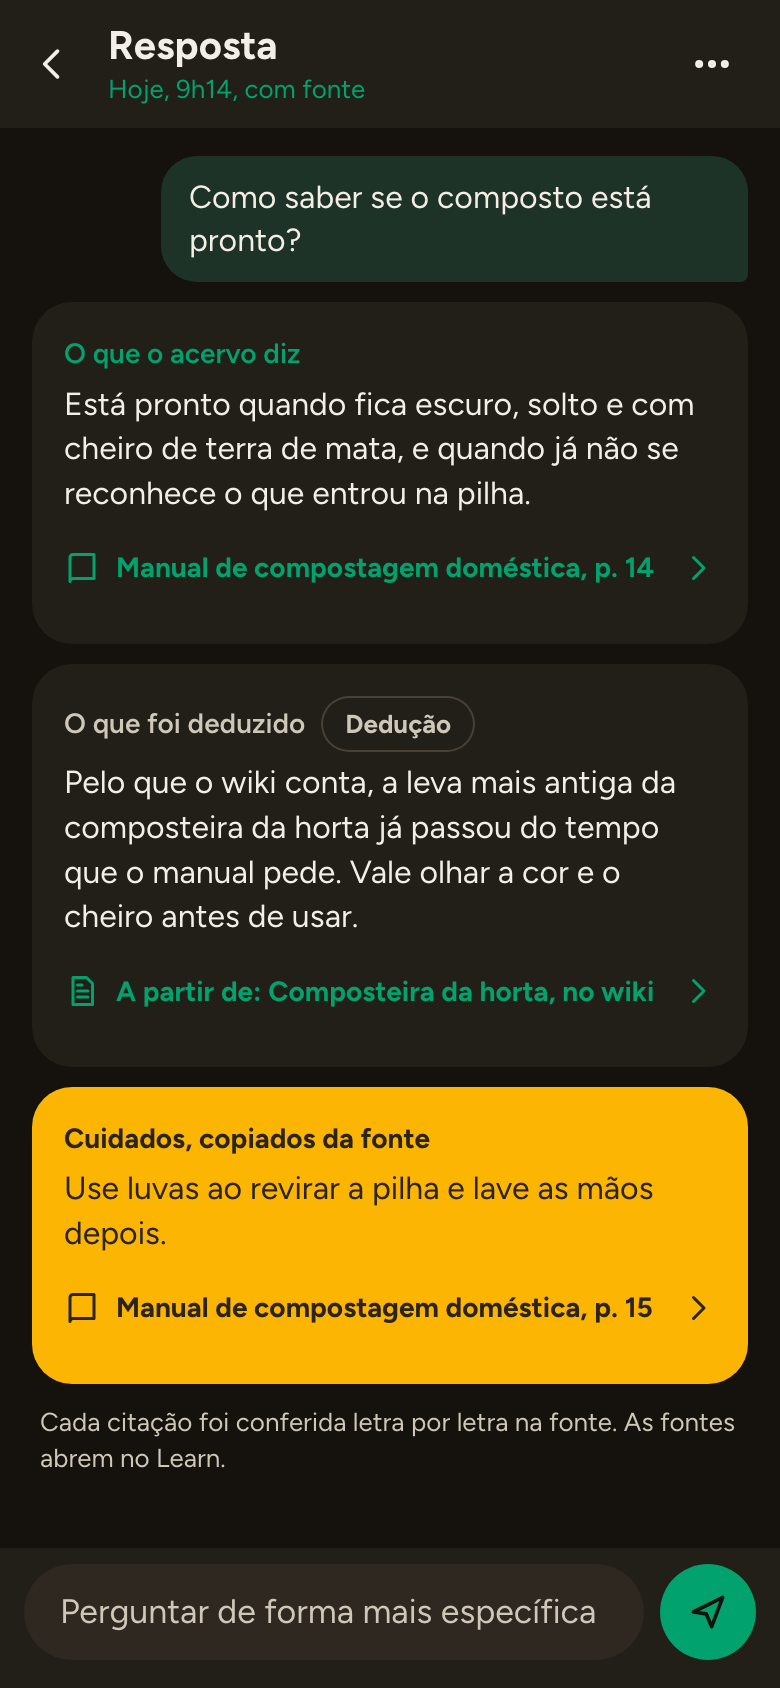 Resposta
Hoje, 9h14, com fonte
Como saber se o composto está
pronto?
O que o acervo diz
Está pronto quando fica escuro, solto e com
cheiro de terra de mata, e quando já não se
reconhece o que entrou na pilha.
Manual de compostagem doméstica, p. 14
O que foi deduzido
Dedução
Pelo que o wiki conta, a leva mais antiga da
composteira da horta já passou do tempo
que o manual pede. Vale olhar a cor e o
cheiro antes de usar.
A partir de: Composteira da horta, no wiki
Cuidados, copiados da fonte
Use luvas ao revirar a pilha e lave as mãos
depois.
Manual de compostagem doméstica, p. 15
Cada citação foi conferida letra por letra na fonte. As fontes
abrem no Learn.
Perguntar de forma mais específica